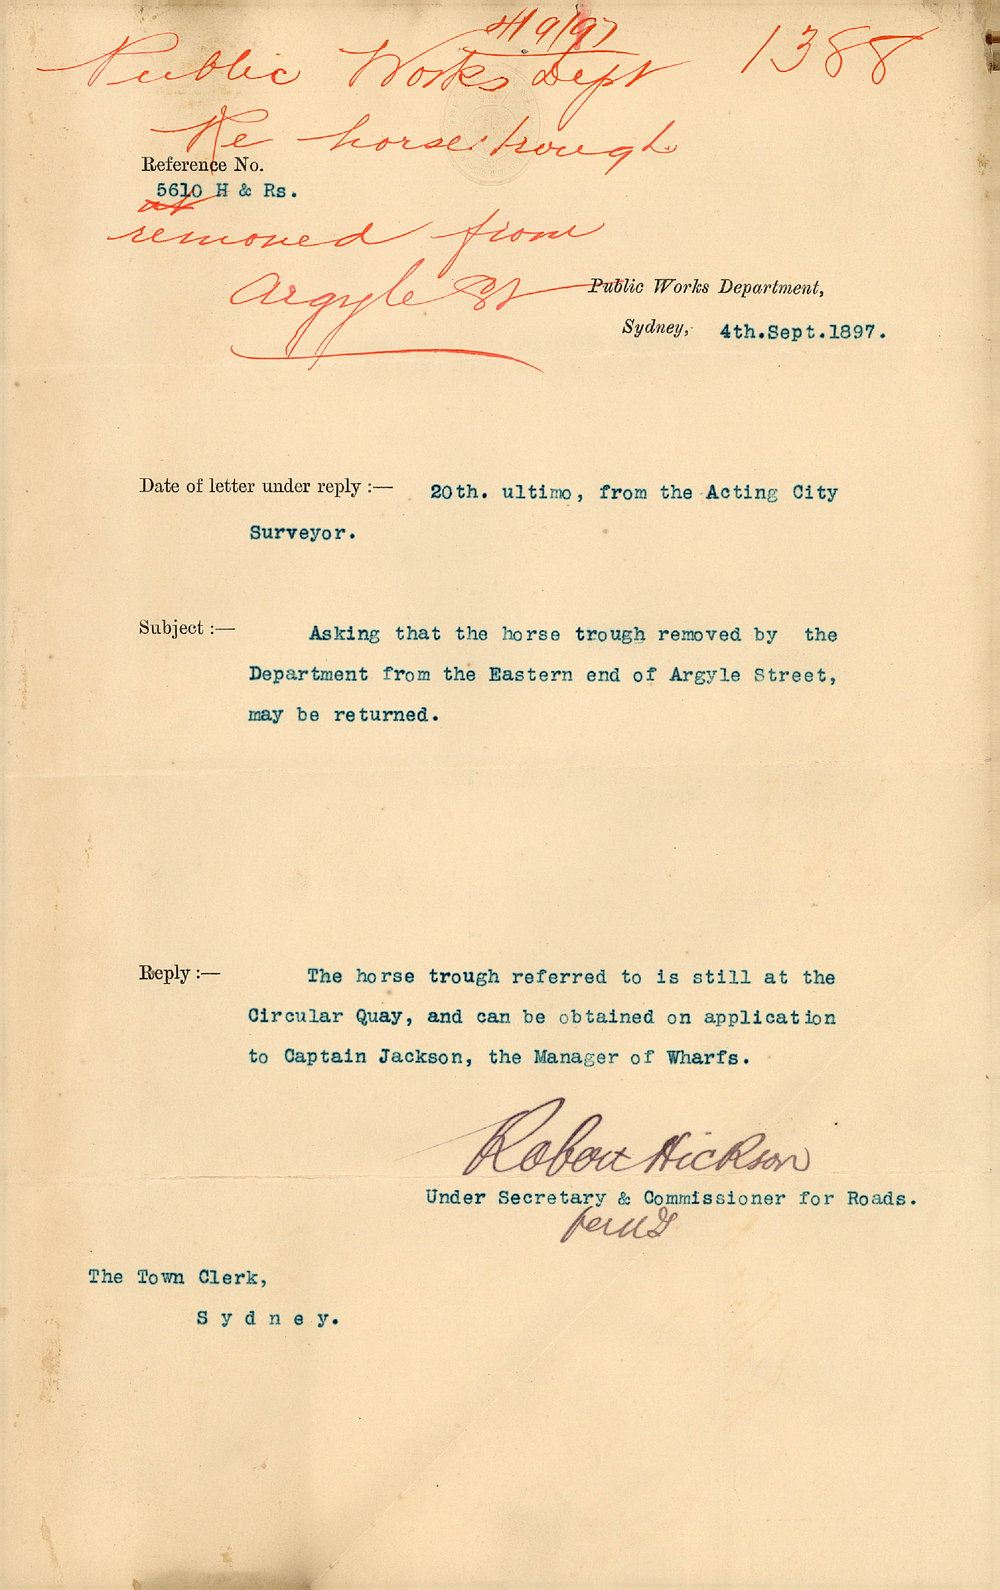 4/9/97
Public Works Dept 1388
Re horse trough
Reference No.
5610 H & Rs.
at
removed from
Argyle St
Public Works Department,
Sydney, 4th.Sept.1897.
Date of letter under reply :— 20th. ultimo, from the Acting City
Surveyor.
Subject :— Asking that the horse trough removed by the
Department from the Eastern end of Argyle Street,
may be returned.
Reply :— The horse trough referred to is still at the
Circular Quay, and can be obtained on application
to Captain Jackson, the Manager of Wharfs.
Robert Hickson
Under Secretary & Commissioner for Roads.
per
The Town Clerk,
Sydney.